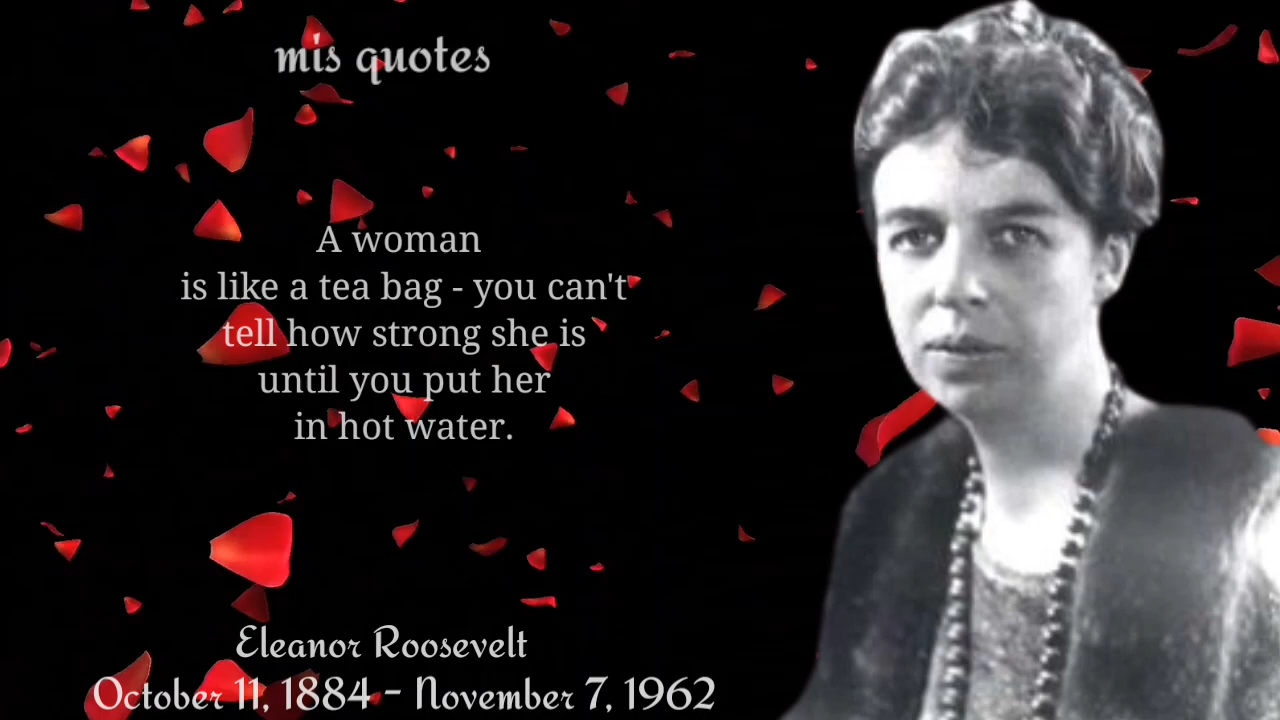 mis quotes
A woman
is like a tea bag - you can't
tell how strong she is
until you put her
in hot water.
Eleanor Roosevelt
October 11, 1884 - November 7, 1962